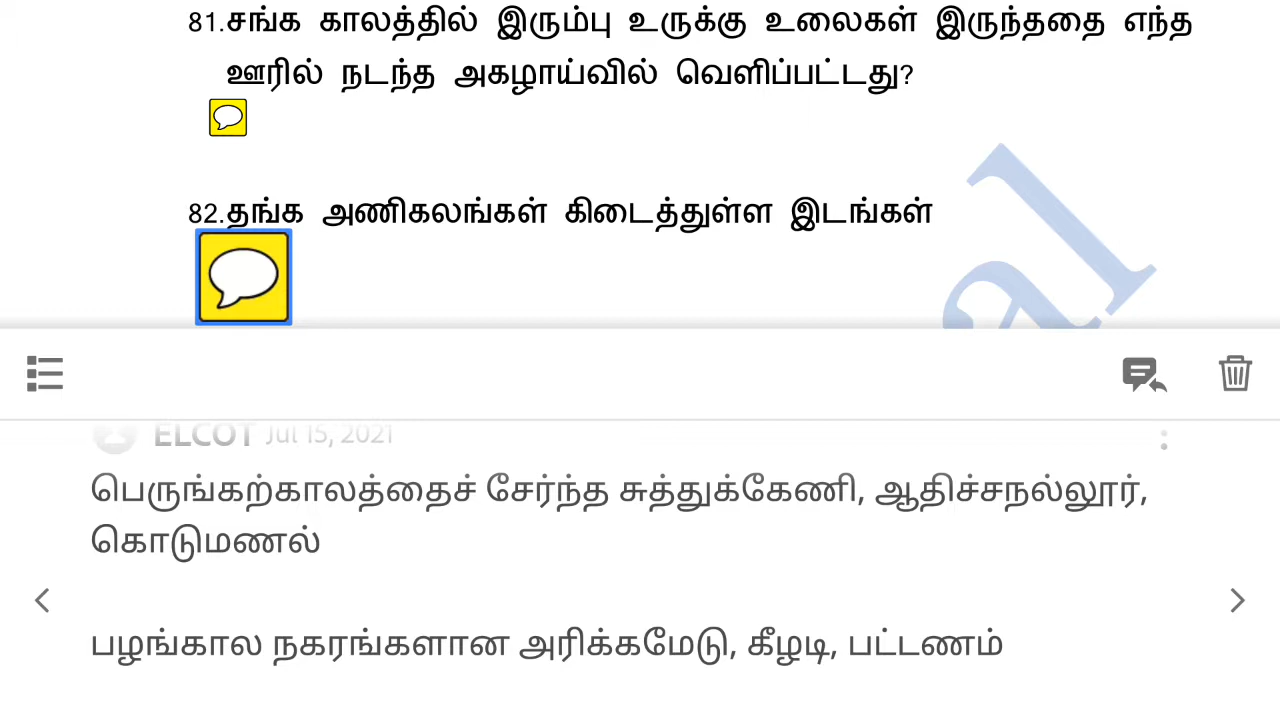 81.சங்க காலத்தில் இரும்பு உருக்கு உலைகள் இருந்ததை எந்த
ஊரில் நடந்த அகழாய்வில் வெளிப்பட்டது?
82.தங்க அணிகலங்கள் கிடைத்துள்ள இடங்கள்
al
ELCOT Jul 15, 2021
பெருங்கற்காலத்தைச் சேர்ந்த சுத்துக்கேணி, ஆதிச்சநல்லூர்,
கொடுமணல்
பழங்கால நகரங்களான அரிக்கமேடு, கீழடி, பட்டணம்